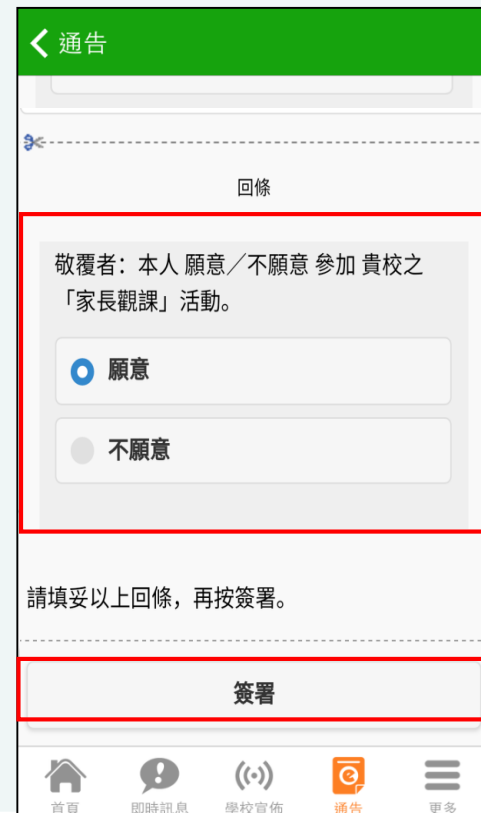 通告
回條
敬覆者：本人 願意／不願意 參加 貴校之
「家長觀課」活動。
願意
不願意
請填妥以上回條，再按簽署。
簽署
首頁 即時訊息 學校宣佈 通告 更多